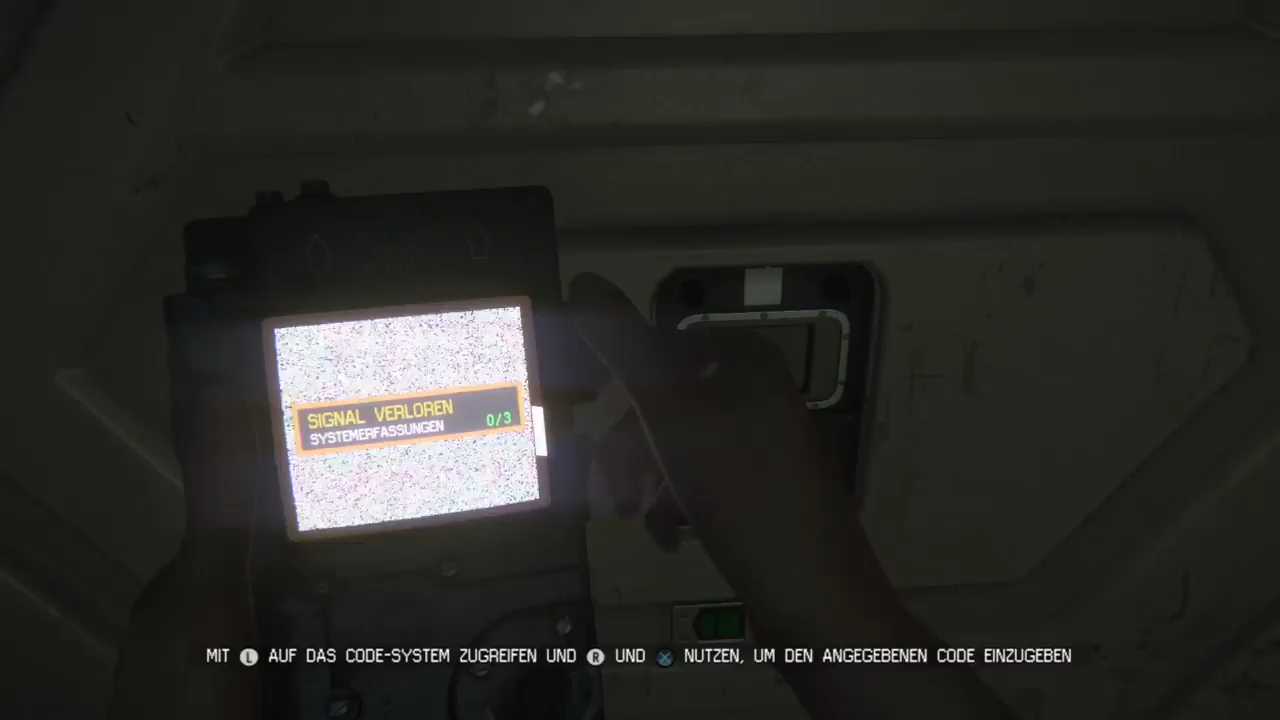 SIGNAL VERLOREN
SYSTEMERFASSUNGEN 0/3
MIT L AUF DAS CODE-SYSTEM ZUGREIFEN UND R UND X NUTZEN, UM DEN ANGEGEBENEN CODE EINZUGEBEN